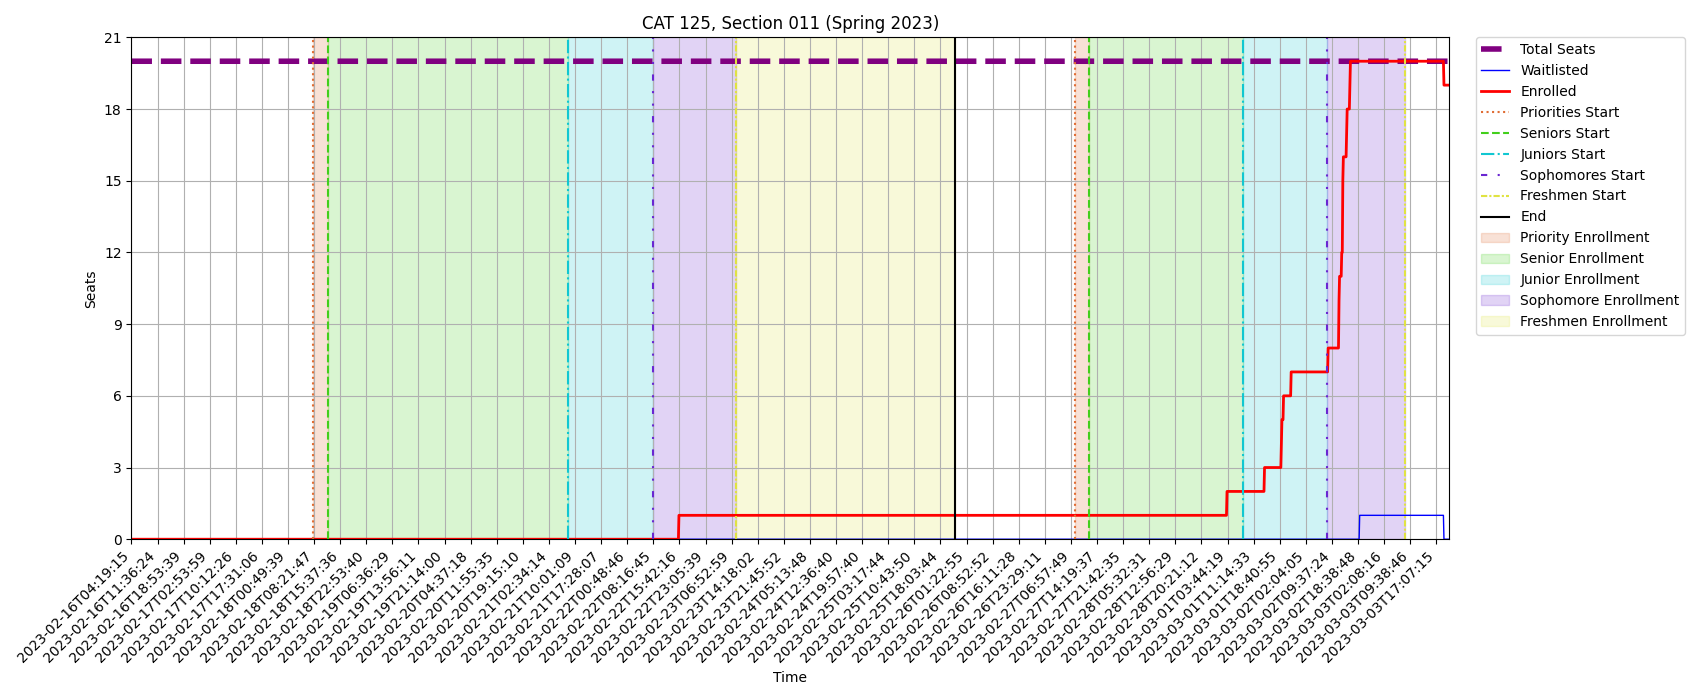 CAT 125, Section 011 (Spring 2023)
Seats
21
18
15
12
9
6
3
0
2023-02-16T04:19:15
2023-02-16T11:36:24
2023-02-16T18:53:39
2023-02-17T02:53:59
2023-02-17T10:12:26
2023-02-17T17:31:06
2023-02-18T00:49:39
2023-02-18T08:21:47
2023-02-18T15:37:36
2023-02-18T22:53:40
2023-02-19T06:36:29
2023-02-19T13:56:11
2023-02-19T21:14:00
2023-02-20T04:37:18
2023-02-20T11:55:35
2023-02-20T19:15:10
2023-02-21T02:34:14
2023-02-21T10:01:09
2023-02-21T17:28:07
2023-02-22T00:48:46
2023-02-22T08:16:45
2023-02-22T15:42:16
2023-02-22T23:05:39
2023-02-23T06:52:59
2023-02-23T14:18:02
2023-02-23T21:45:52
2023-02-24T05:13:48
2023-02-24T12:36:40
2023-02-24T19:57:40
2023-02-25T03:17:44
2023-02-25T10:43:50
2023-02-25T18:03:44
2023-02-26T01:22:55
2023-02-26T08:52:52
2023-02-26T16:11:28
2023-02-26T23:29:11
2023-02-27T06:57:49
2023-02-27T14:19:37
2023-02-27T21:42:35
2023-02-28T05:32:31
2023-02-28T12:56:29
2023-02-28T20:21:12
2023-03-01T03:44:19
2023-03-01T11:14:33
2023-03-01T18:40:55
2023-03-02T02:04:05
2023-03-02T09:37:24
2023-03-02T18:38:48
2023-03-03T02:08:16
2023-03-03T09:38:46
2023-03-03T17:07:15
Time
Total Seats
Waitlisted
Enrolled
Priorities Start
Seniors Start
Juniors Start
Sophomores Start
Freshmen Start
End
Priority Enrollment
Senior Enrollment
Junior Enrollment
Sophomore Enrollment
Freshmen Enrollment